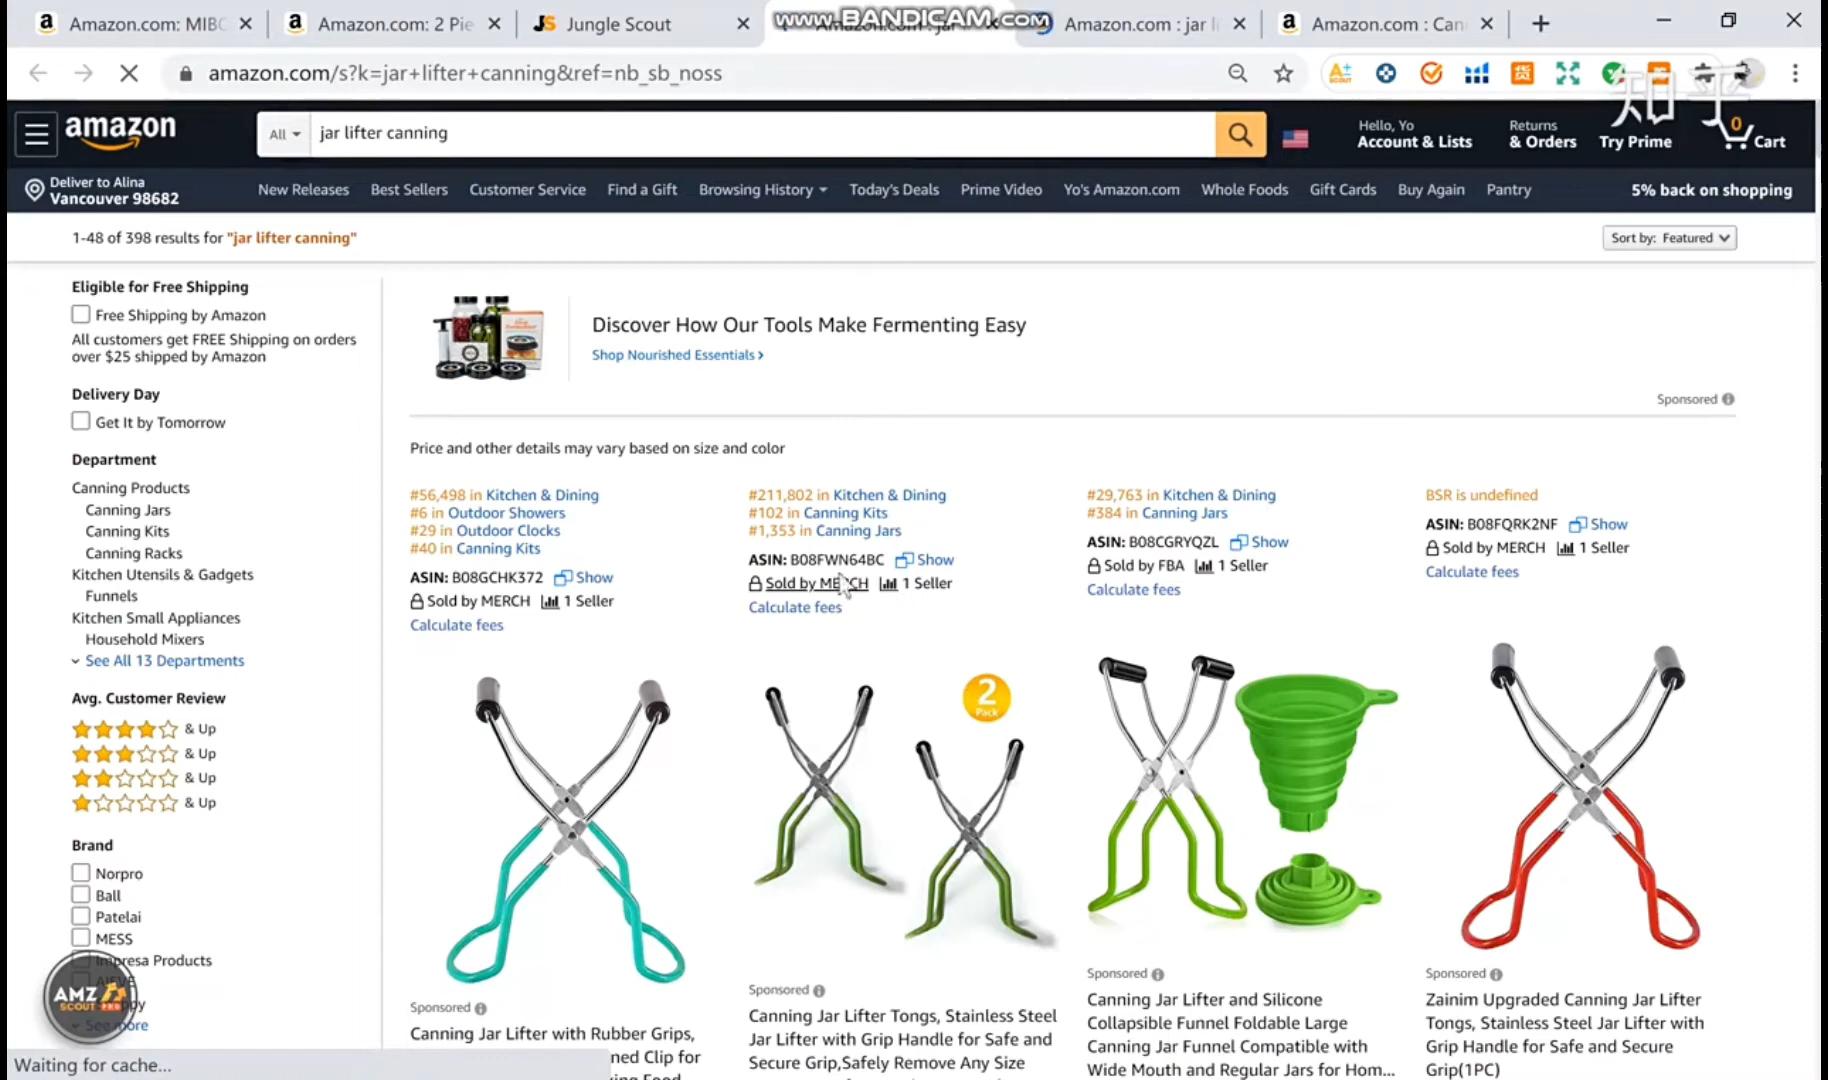 Amazon.com: MIBC
Amazon.com: 2 Pie
JS Jungle Scout
www.BANDICAM.com
Amazon.com : jar li
Amazon.com : Can
amazon.com/s?k=jar+lifter+canning&ref=nb_sb_noss
知乎
amazon
All
jar lifter canning
Hello, Yo
Account & Lists
Returns
& Orders
Try Prime
0
Cart
Deliver to Alina
Vancouver 98682
New Releases
Best Sellers
Customer Service
Find a Gift
Browsing History
Today's Deals
Prime Video
Yo's Amazon.com
Whole Foods
Gift Cards
Buy Again
Pantry
5% back on shopping
1-48 of 398 results for "jar lifter canning"
Sort by: Featured
Eligible for Free Shipping
Free Shipping by Amazon
All customers get FREE Shipping on orders
over $25 shipped by Amazon
Delivery Day
Get It by Tomorrow
Department
Canning Products
Canning Jars
Canning Kits
Canning Racks
Kitchen Utensils & Gadgets
Funnels
Kitchen Small Appliances
Household Mixers
See All 13 Departments
Avg. Customer Review
& Up
& Up
& Up
& Up
Brand
Norpro
Ball
Patelai
MESS
Impresa Products
See more
AMZ
SCOUT PRO
Waiting for cache...
Discover How Our Tools Make Fermenting Easy
Shop Nourished Essentials
Sponsored
Price and other details may vary based on size and color
#56,498 in Kitchen & Dining
#6 in Outdoor Showers
#29 in Outdoor Clocks
#40 in Canning Kits
ASIN: B08GCHK372 Show
Sold by MERCH 1 Seller
Calculate fees
Sponsored
Canning Jar Lifter with Rubber Grips,
ned Clip for
#211,802 in Kitchen & Dining
#102 in Canning Kits
#1,353 in Canning Jars
ASIN: B08FWN64BC Show
Sold by MERCH 1 Seller
Calculate fees
2
Pack
Sponsored
Canning Jar Lifter Tongs, Stainless Steel
Jar Lifter with Grip Handle for Safe and
Secure Grip,Safely Remove Any Size
#29,763 in Kitchen & Dining
#384 in Canning Jars
ASIN: B08CGRYQZL Show
Sold by FBA 1 Seller
Calculate fees
Sponsored
Canning Jar Lifter and Silicone
Collapsible Funnel Foldable Large
Canning Jar Funnel Compatible with
Wide Mouth and Regular Jars for Hom...
BSR is undefined
ASIN: B08FQRK2NF Show
Sold by MERCH 1 Seller
Calculate fees
Sponsored
Zainim Upgraded Canning Jar Lifter
Tongs, Stainless Steel Jar Lifter with
Grip Handle for Safe and Secure
Grip(1PC)